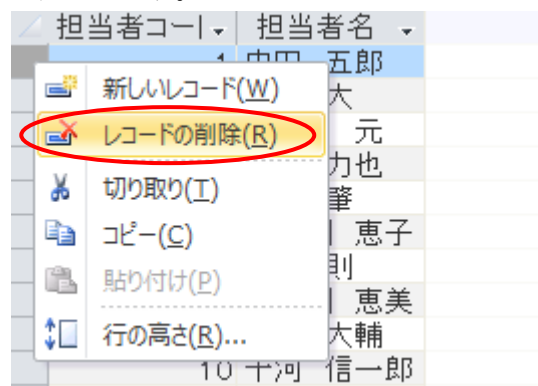 担当者コー 担当者名
五郎
新しいレコード(W)
大
レコードの削除(R)
元
力也
切り取り(T)
肇
コピー(C)
恵子
則
貼り付け(P)
恵美
行の高さ(R)...
大輔
10 十河 信一郎